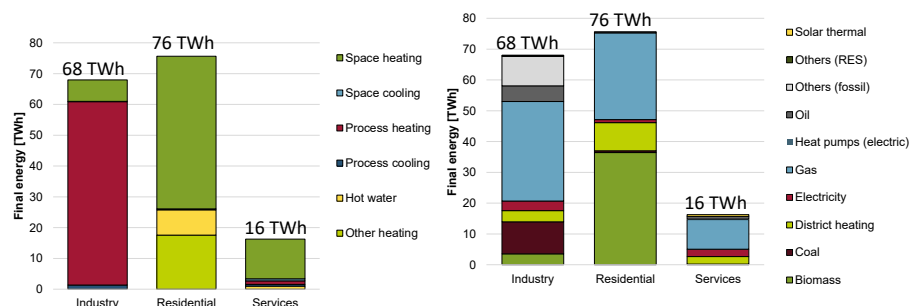 76 TWh
80
68 TWh
70
60
50
40
30
20
10
0
16 TWh
Final energy [TWh]
Industry Residential Services
Space heating
Space cooling
Process heating
Process cooling
Hot water
Other heating
76 TWh
80
68 TWh
70
60
50
40
30
20
10
0
16 TWh
Final energy [TWh]
Industry Residential Services
Solar thermal
Others (RES)
Others (fossil)
Oil
Heat pumps (electric)
Gas
Electricity
District heating
Coal
Biomass